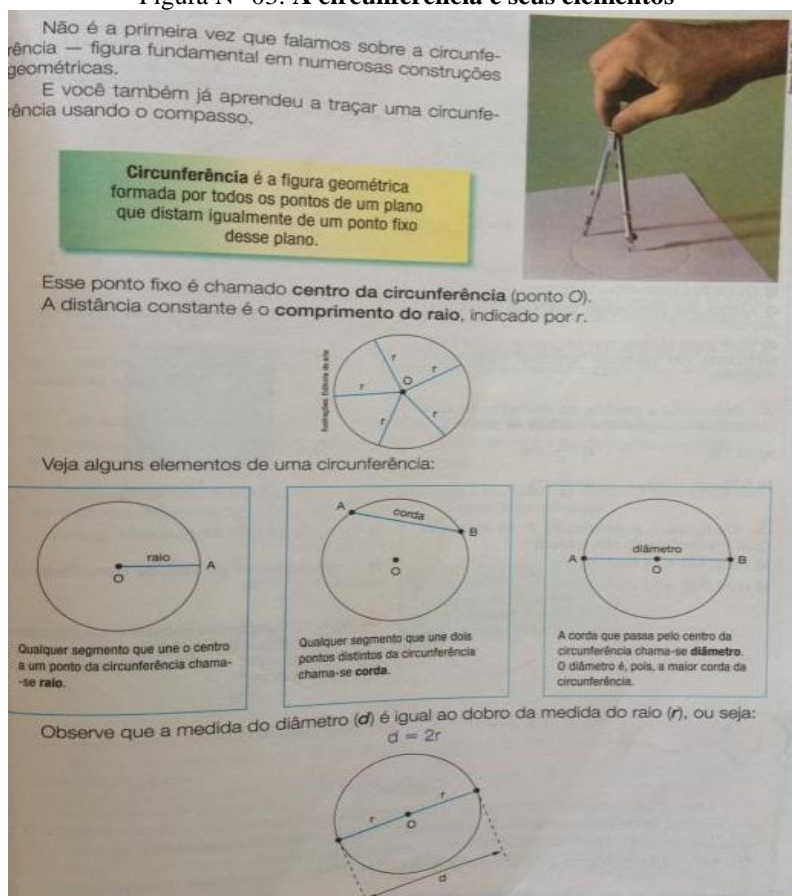 Figura Nº 03: A circunferência e seus elementos
Não é a primeira vez que falamos sobre a circunfe-
rência — figura fundamental em numerosas construções
geométricas.
E você também já aprendeu a traçar uma circunfe-
rência usando o compasso.
Circunferência é a figura geométrica
formada por todos os pontos de um plano
que distam igualmente de um ponto fixo
desse plano.
Esse ponto fixo é chamado centro da circunferência (ponto O).
A distância constante é o comprimento do raio, indicado por r.
Ilustrações: Editoria de arte
r
r
O
r
r
r
Veja alguns elementos de uma circunferência:
raio
O
A
Qualquer segmento que une o centro
a um ponto da circunferência chama-
-se raio.
A
corda
B
O
Qualquer segmento que une dois
pontos distintos da circunferência
chama-se corda.
A
diâmetro
B
O
A corda que passa pelo centro da
circunferência chama-se diâmetro.
O diâmetro é, pois, a maior corda da
circunferência.
Observe que a medida do diâmetro (d) é igual ao dobro da medida do raio (r), ou seja:
d = 2r
r
r
O
d